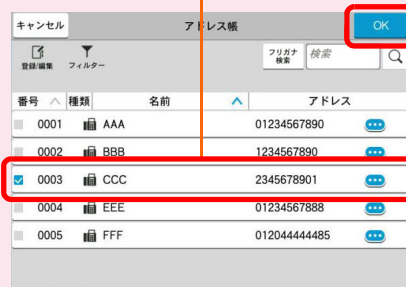 キャンセル アドレス帳 OK
登録/編集 フィルター フリガナ検索 検索
番号 種類 名前 アドレス
0001 AAA 01234567890
0002 BBB 1234567890
0003 CCC 2345678901
0004 EEE 01234567888
0005 FFF 012044444485